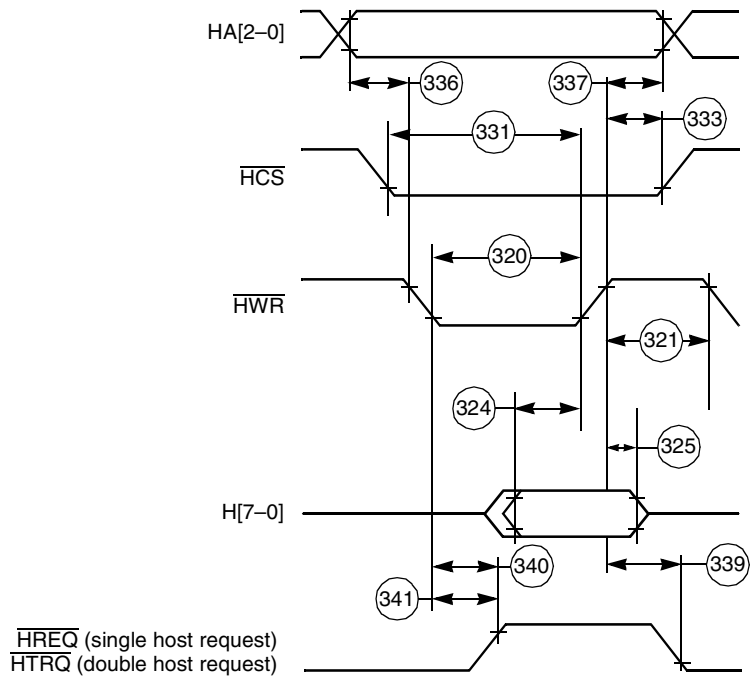 HA[2–0]
336
337
333
331
HCS
320
HWR
321
324
325
H[7–0]
340
339
341
HREQ (single host request)
HTRQ (double host request)